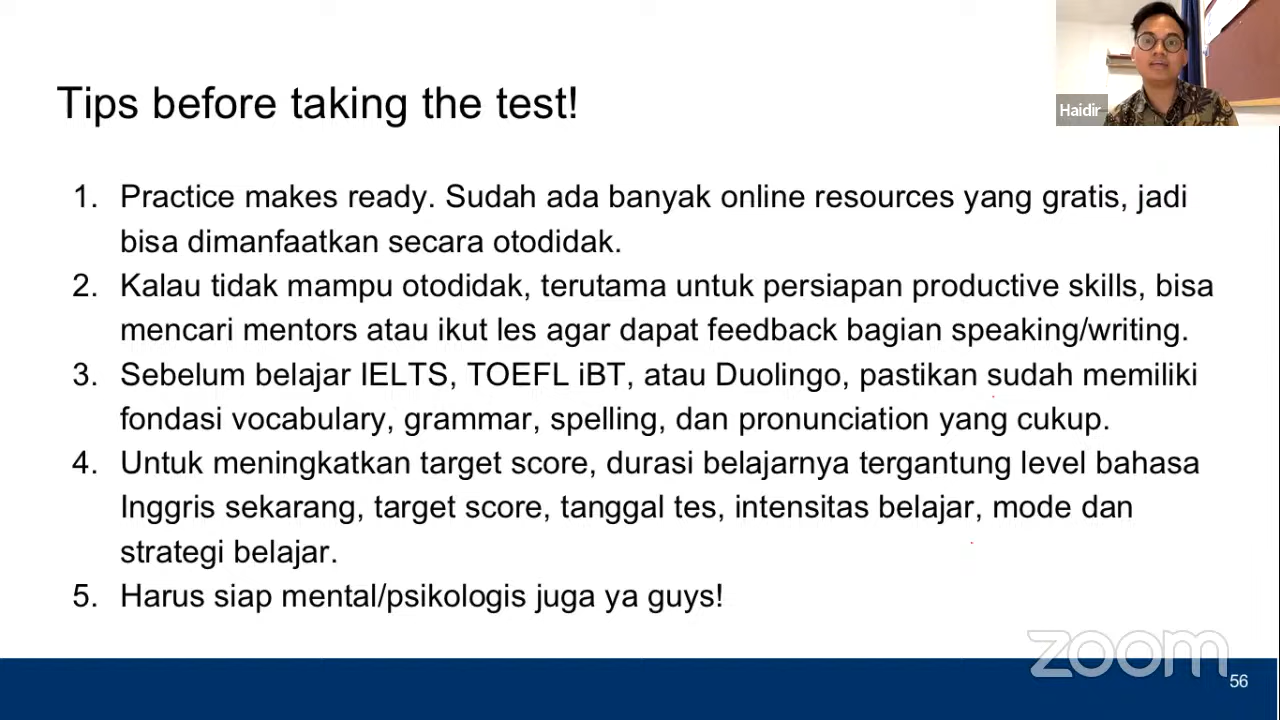 Haidir
Tips before taking the test!
1. Practice makes ready. Sudah ada banyak online resources yang gratis, jadi
bisa dimanfaatkan secara otodidak.
2. Kalau tidak mampu otodidak, terutama untuk persiapan productive skills, bisa
mencari mentors atau ikut les agar dapat feedback bagian speaking/writing.
3. Sebelum belajar IELTS, TOEFL iBT, atau Duolingo, pastikan sudah memiliki
fondasi vocabulary, grammar, spelling, dan pronunciation yang cukup.
4. Untuk meningkatkan target score, durasi belajarnya tergantung level bahasa
Inggris sekarang, target score, tanggal tes, intensitas belajar, mode dan
strategi belajar.
5. Harus siap mental/psikologis juga ya guys!
zoom
56